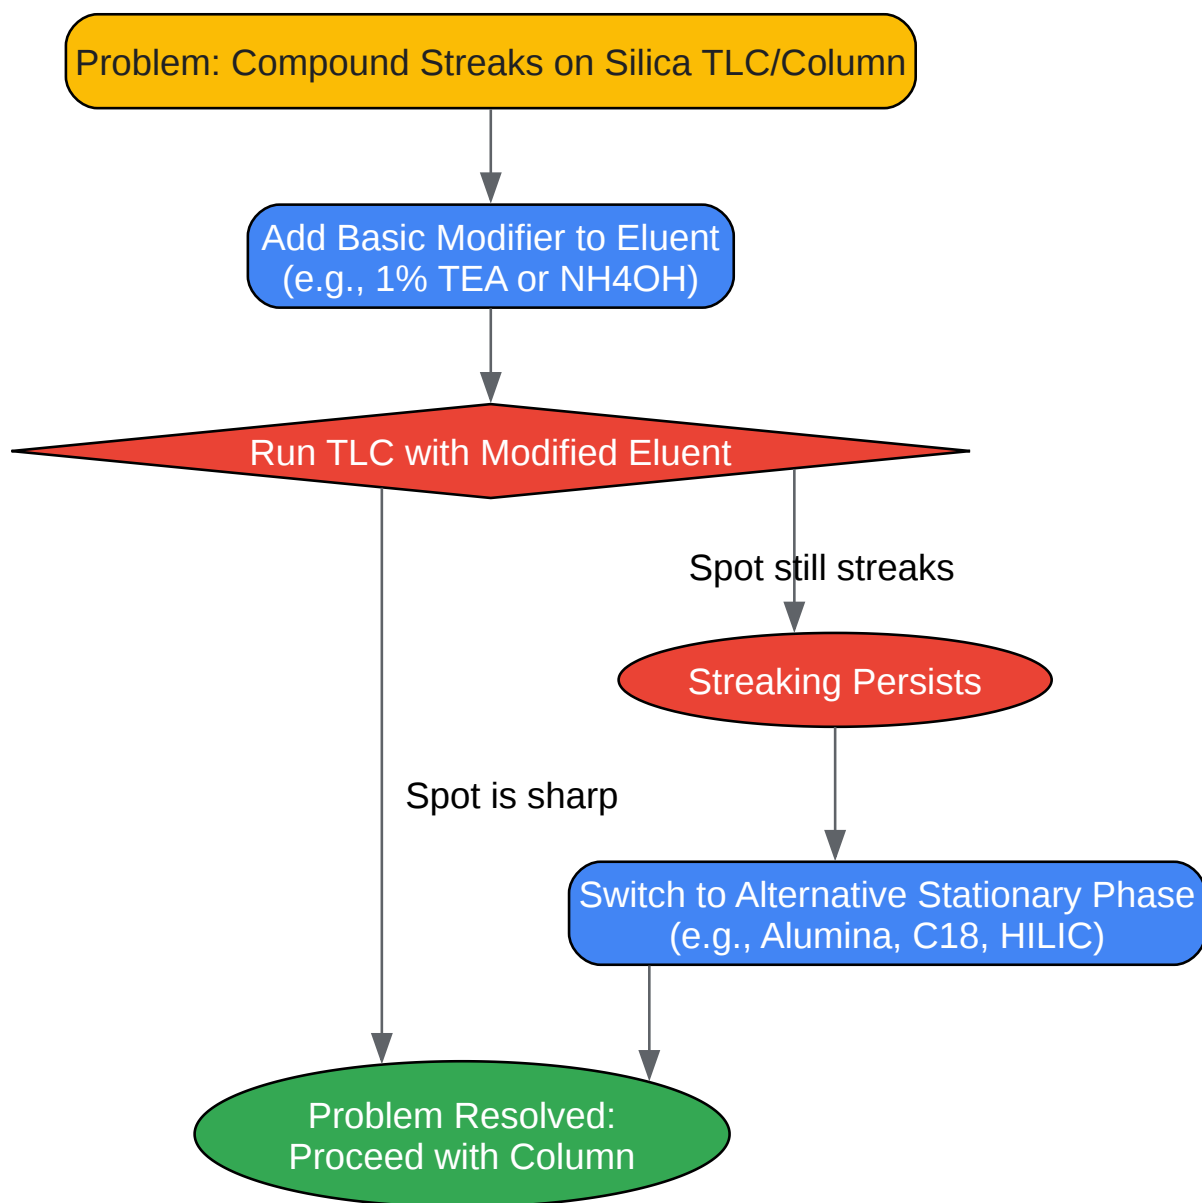 Problem: Compound Streaks on Silica TLC/Column
Add Basic Modifier to Eluent
(e.g., 1% TEA or NH4OH)
Run TLC with Modified Eluent
Spot still streaks
Streaking Persists
Spot is sharp
Switch to Alternative Stationary Phase
(e.g., Alumina, C18, HILIC)
Problem Resolved:
Proceed with Column